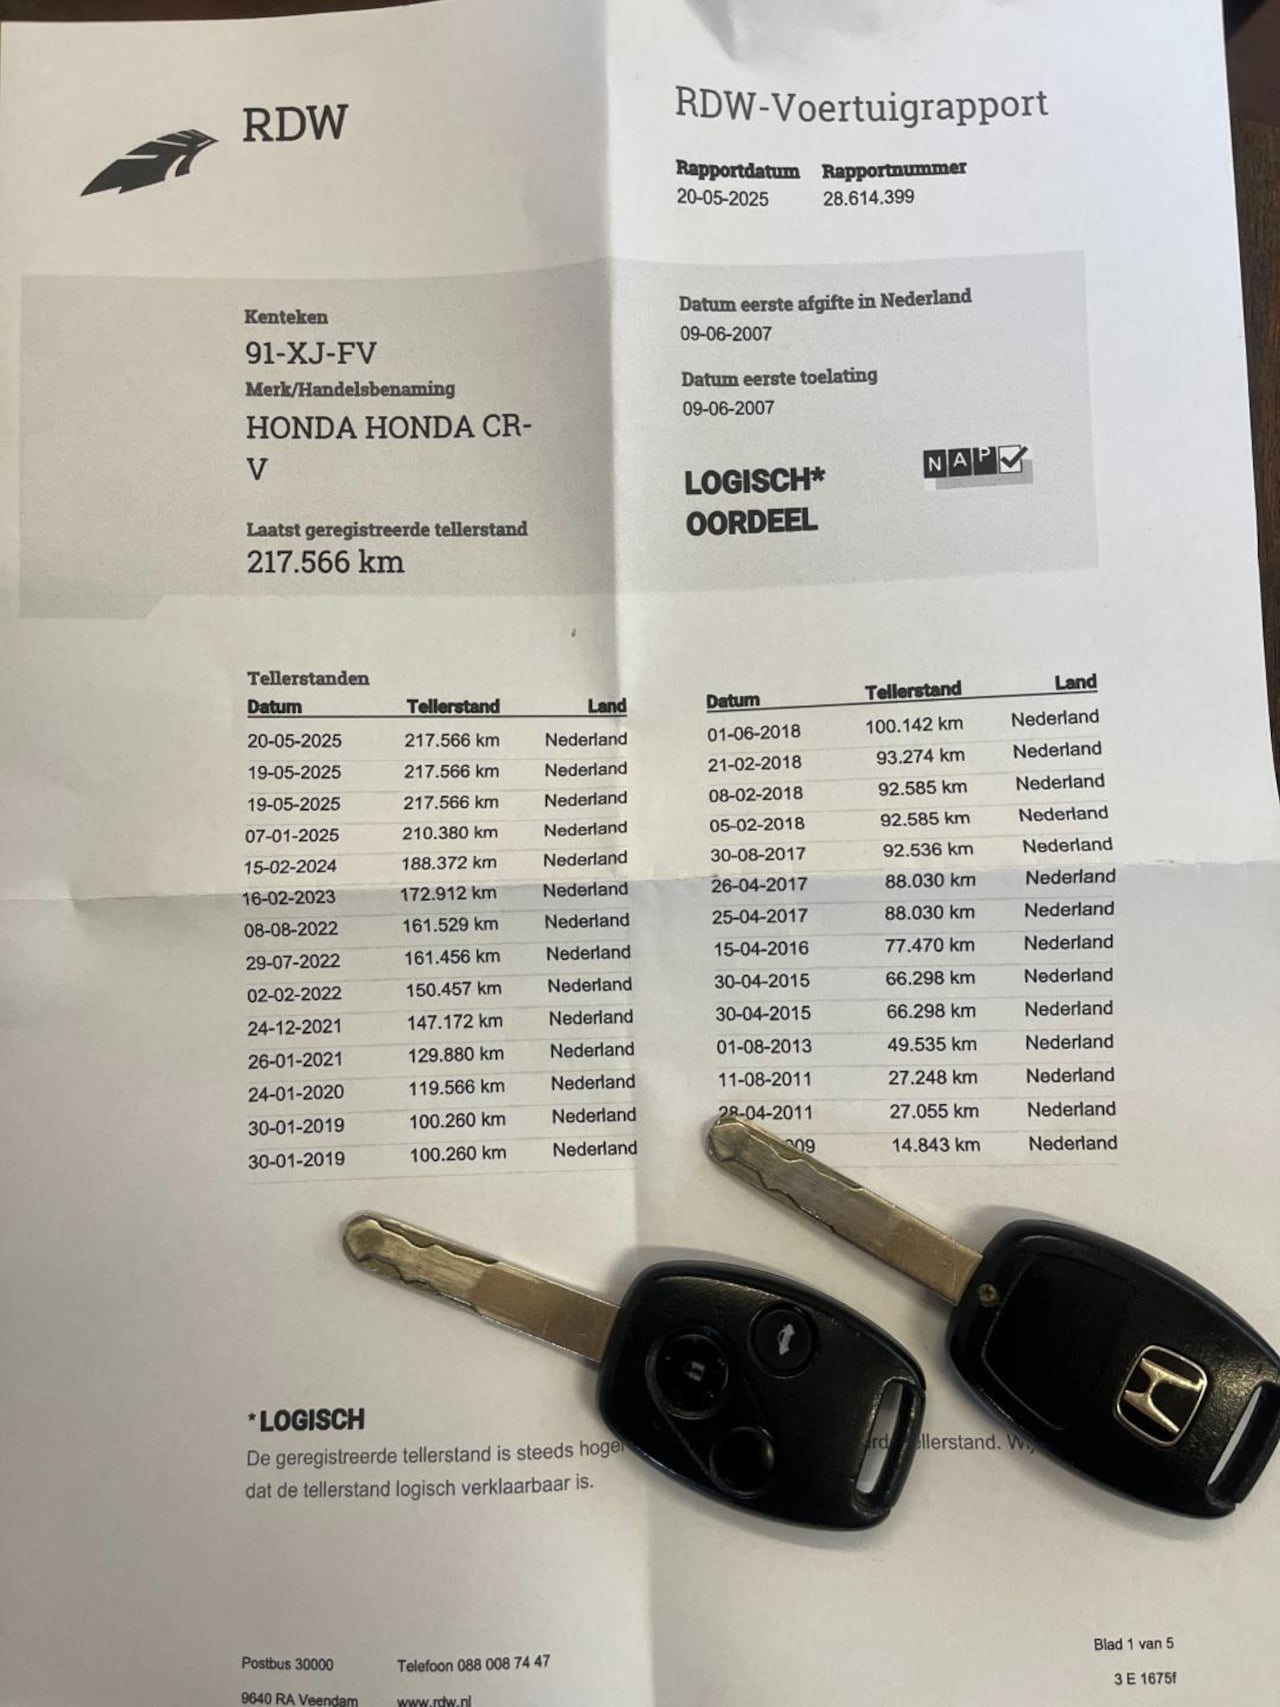 RDW
RDW-Voertuigrapport
Rapportdatum Rapportnummer
20-05-2025 28.614.399
Kenteken
91-XJ-FV
Merk/Handelsbenaming
HONDA HONDA CR-
V
Laatst geregistreerde tellerstand
217.566 km
Datum eerste afgifte in Nederland
09-06-2007
Datum eerste toelating
09-06-2007
LOGISCH*
OORDEEL
NAP
Tellerstanden
Datum Tellerstand Land
20-05-2025 217.566 km Nederland
19-05-2025 217.566 km Nederland
19-05-2025 217.566 km Nederland
07-01-2025 210.380 km Nederland
15-02-2024 188.372 km Nederland
16-02-2023 172.912 km Nederland
08-08-2022 161.529 km Nederland
29-07-2022 161.456 km Nederland
02-02-2022 150.457 km Nederland
24-12-2021 147.172 km Nederland
26-01-2021 129.880 km Nederland
24-01-2020 119.566 km Nederland
30-01-2019 100.260 km Nederland
30-01-2019 100.260 km Nederland
Datum Tellerstand Land
01-06-2018 100.142 km Nederland
21-02-2018 93.274 km Nederland
08-02-2018 92.585 km Nederland
05-02-2018 92.585 km Nederland
30-08-2017 92.536 km Nederland
26-04-2017 88.030 km Nederland
25-04-2017 88.030 km Nederland
15-04-2016 77.470 km Nederland
30-04-2015 66.298 km Nederland
30-04-2015 66.298 km Nederland
01-08-2013 49.535 km Nederland
11-08-2011 27.248 km Nederland
28-04-2011 27.055 km Nederland
14.843 km Nederland
*LOGISCH
De geregistreerde tellerstand is steeds tellerstand.
dat de tellerstand logisch verklaarbaar is.
Postbus 30000 Telefoon 088 008 74 47
9640 RA Veendam www.rdw.nl
Blad 1 van 5
3 E 1675f